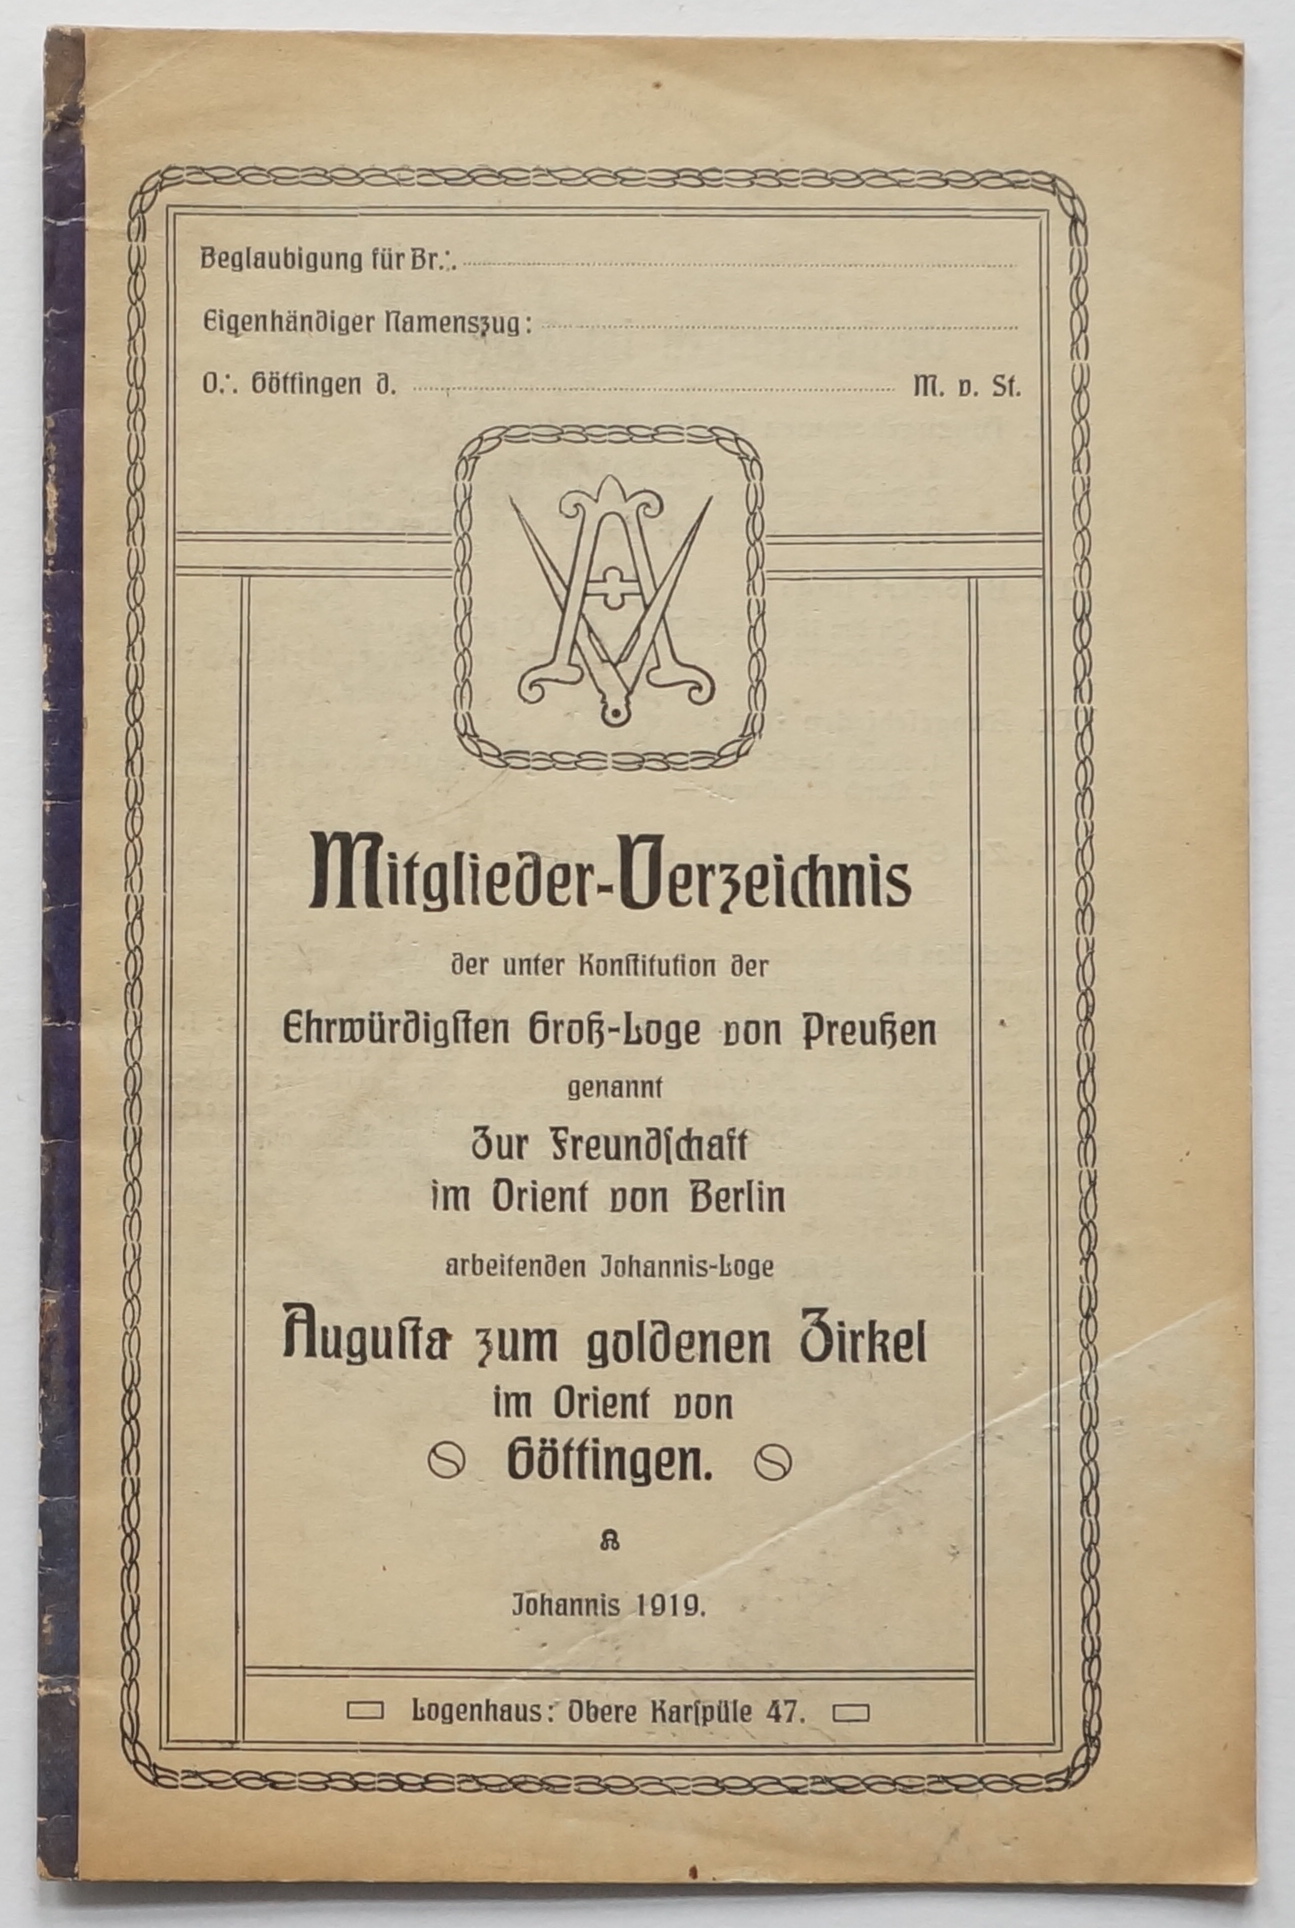 Beglaubigung für Br.∴
Eigenhändiger Namenszug:
O∴ Göttingen d. M. v. St.
A
Mitglieder-Verzeichnis
der unter Konſtitution der
Ehrwürdigſten Groß-Loge von Preußen
genannt
Zur Freundſchaft
im Orient von Berlin
arbeitenden Johannis-Loge
Auguſta zum goldenen Zirkel
im Orient von
Göttingen.
Johannis 1919.
Logenhaus: Obere Karſpüle 47.